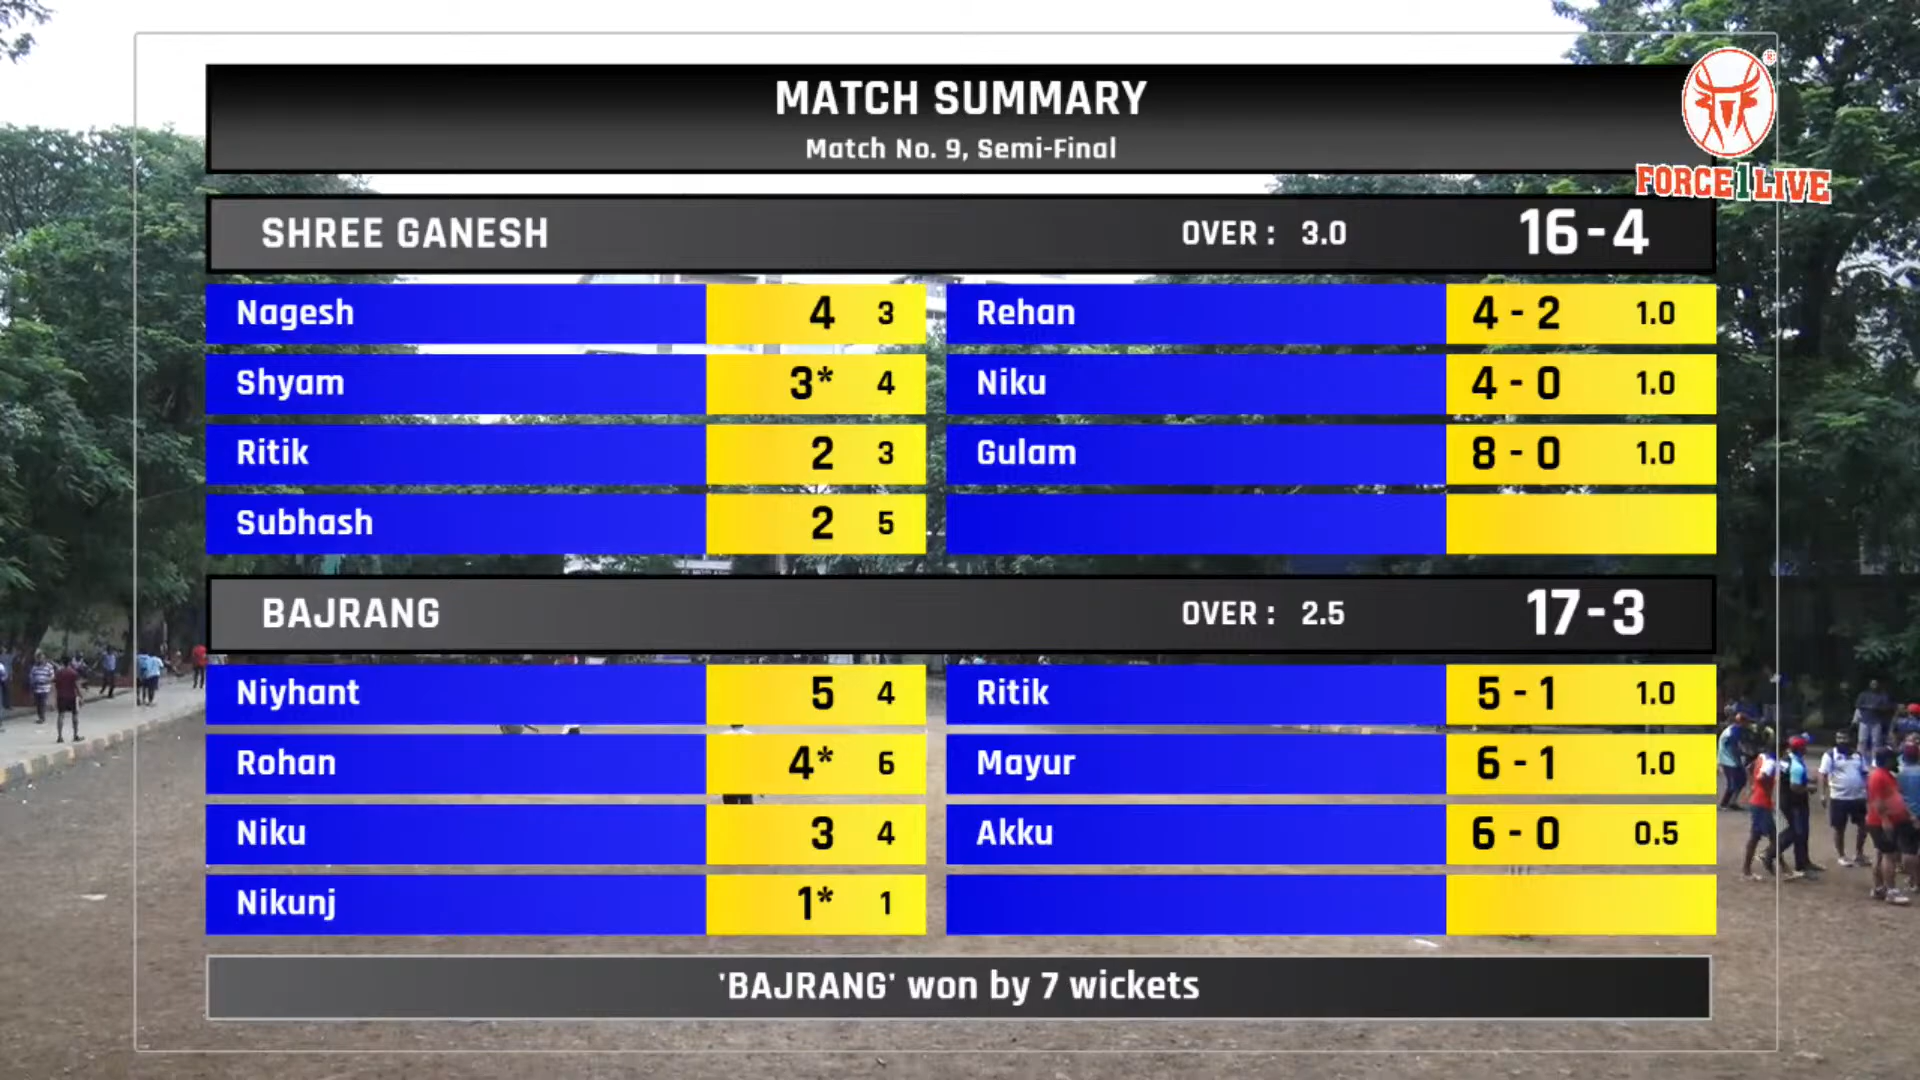 MATCH SUMMARY
Match No. 9, Semi-Final
®
FORCE1LIVE
SHREE GANESH OVER : 3.0 16-4
Nagesh 4 3 Rehan 4 - 2 1.0
Shyam 3* 4 Niku 4 - 0 1.0
Ritik 2 3 Gulam 8 - 0 1.0
Subhash 2 5
BAJRANG OVER : 2.5 17-3
Niyhant 5 4 Ritik 5 - 1 1.0
Rohan 4* 6 Mayur 6 - 1 1.0
Niku 3 4 Akku 6 - 0 0.5
Nikunj 1* 1
'BAJRANG' won by 7 wickets